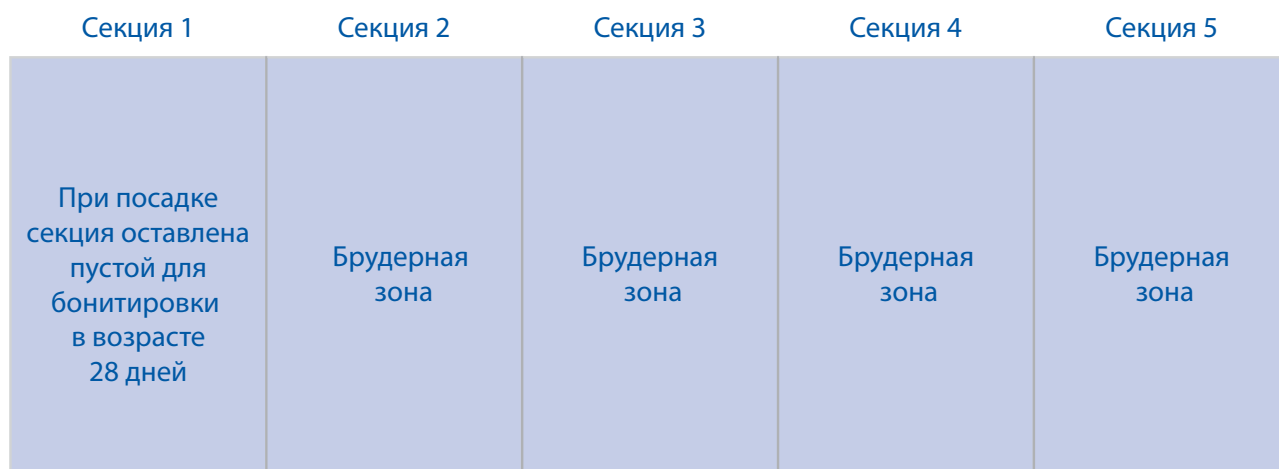 Секция 1
Секция 2
Секция 3
Секция 4
Секция 5
При посадке
секция оставлена
пустой для
бонитировки
в возрасте
28 дней
Брудерная
зона
Брудерная
зона
Брудерная
зона
Брудерная
зона